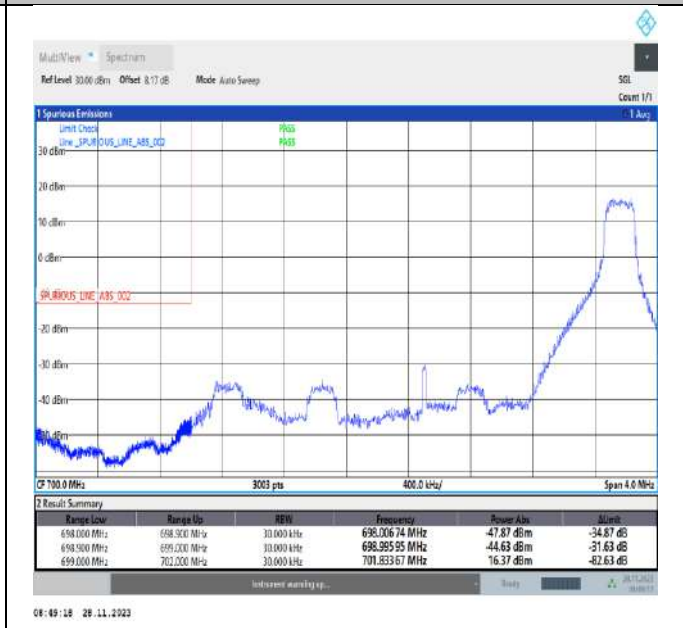 MultiView Spectrum
Ref Level 30.00 dBm Offset 8.17 dB Mode Auto Sweep SGL
Count 1/1
1 Spurious Emissions 1 Avg
Limit Check PASS
Line _SPURIOUS_LINE_ABS_002 PASS
30 dBm
20 dBm
10 dBm
0 dBm
_SPURIOUS_LINE_ABS_002
-20 dBm
-30 dBm
-40 dBm
CF 700.0 MHz 3003 pts 400.0 kHz/ Span 4.0 MHz
2 Result Summary
Range Low Range Up RBW Frequency Power Abs ΔLimit
698.000 MHz 698.900 MHz 30.000 kHz 698.00674 MHz -47.87 dBm -34.87 dB
698.900 MHz 699.000 MHz 30.000 kHz 698.99595 MHz -44.63 dBm -31.63 dB
699.000 MHz 702.000 MHz 30.000 kHz 701.83367 MHz 16.37 dBm -82.63 dB
Instrument warming up... Ready 28.11.2023
08:49:18 28.11.2023